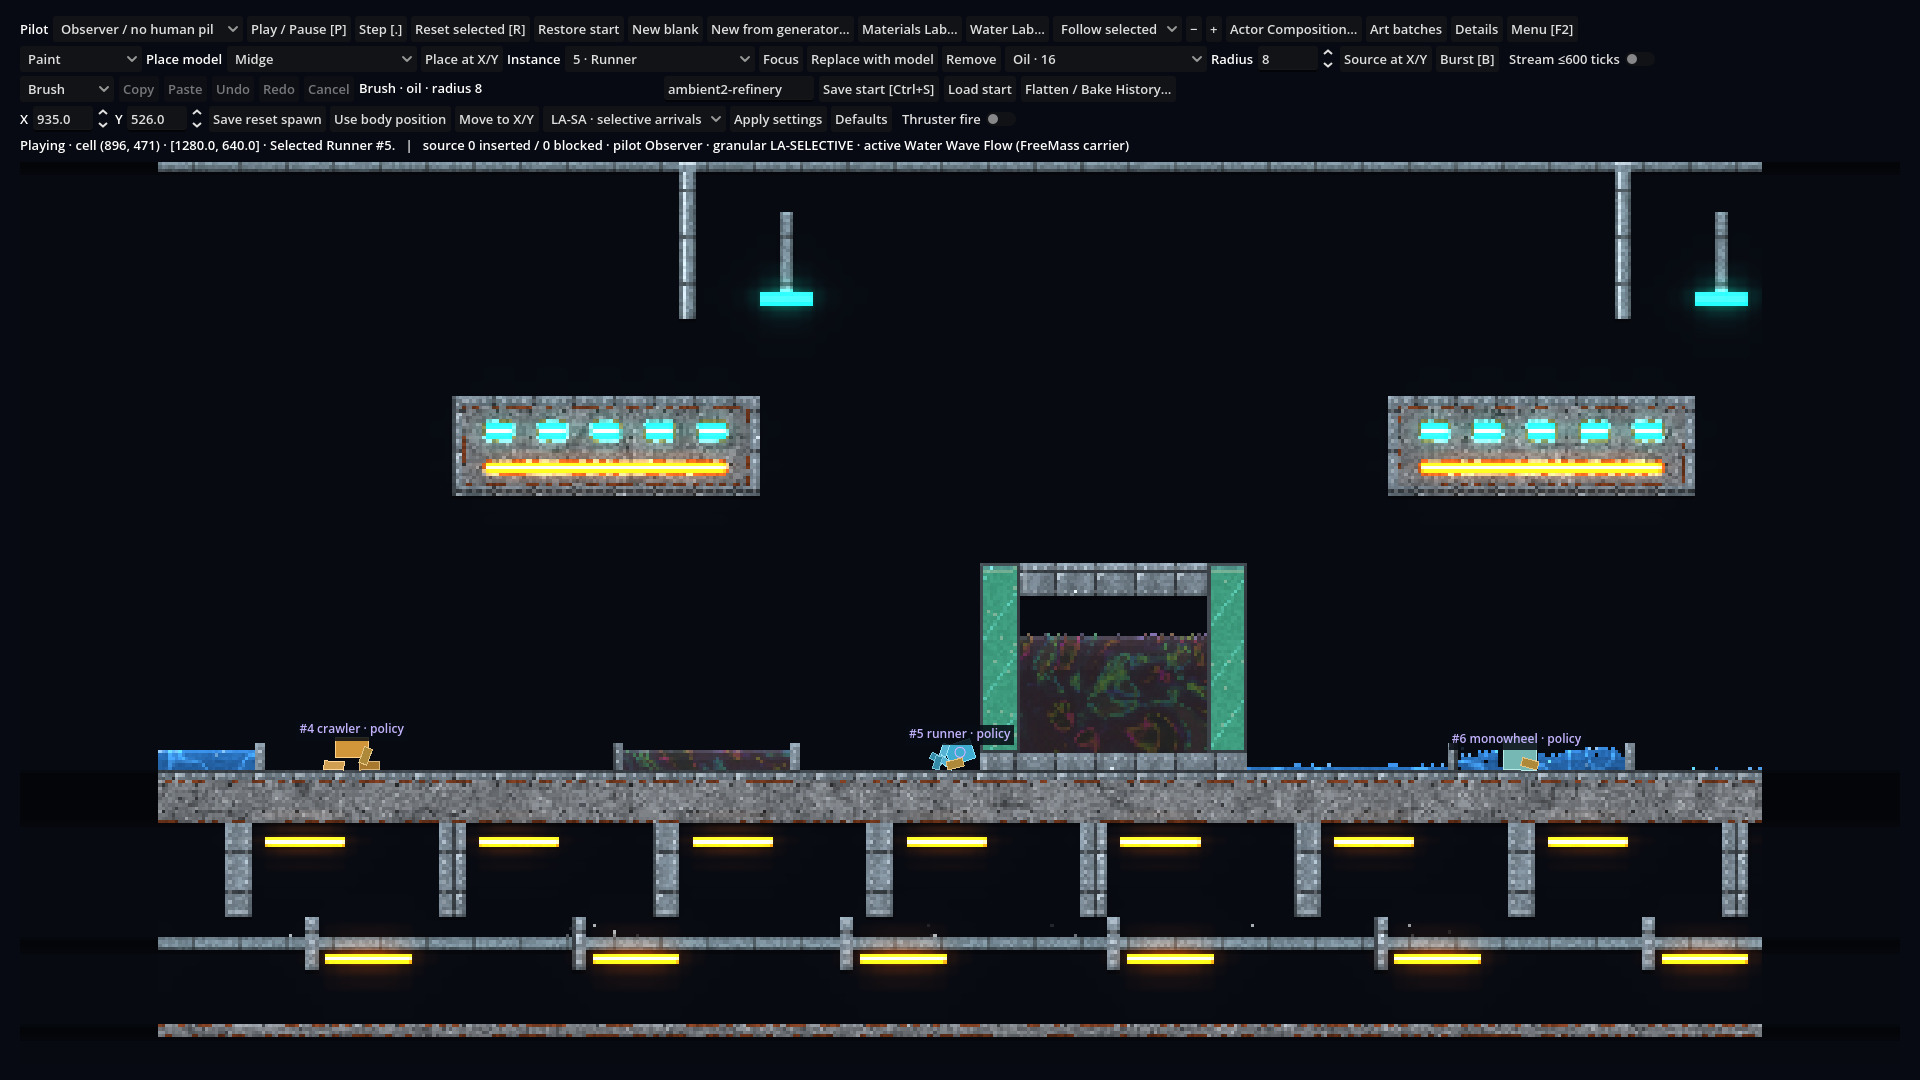 Pilot Observer / no human pil Play / Pause [P] Step [.] Reset selected [R] Restore start New blank New from generator... Materials Lab... Water Lab... Follow selected − + Actor Composition... Art batches Details Menu [F2]
Paint Place model Midge Place at X/Y Instance 5 · Runner Focus Replace with model Remove Oil · 16 Radius 8 Source at X/Y Burst [B] Stream ≤600 ticks
Brush Copy Paste Undo Redo Cancel Brush · oil · radius 8 ambient2-refinery Save start [Ctrl+S] Load start Flatten / Bake History...
X 935.0 Y 526.0 Save reset spawn Use body position Move to X/Y LA-SA · selective arrivals Apply settings Defaults Thruster fire
Playing · cell (896, 471) · [1280.0, 640.0] · Selected Runner #5. | source 0 inserted / 0 blocked · pilot Observer · granular LA-SELECTIVE · active Water Wave Flow (FreeMass carrier)
#4 crawler · policy
#5 runner · policy
#6 monowheel · policy